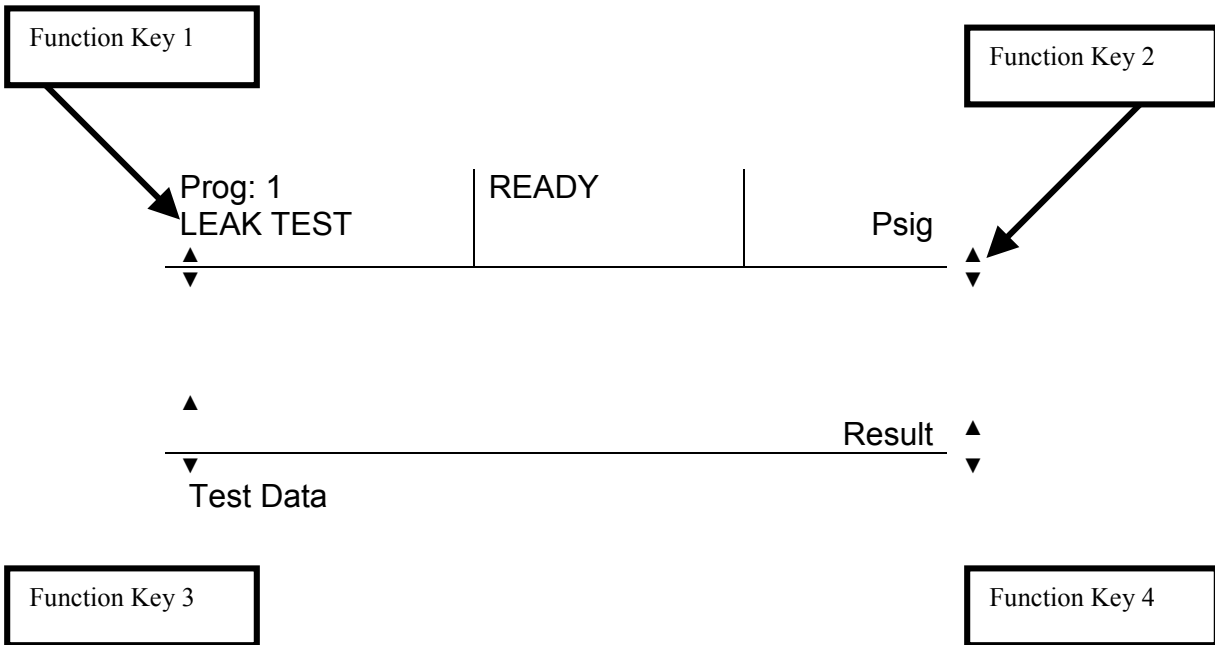 Function Key 1
Function Key 2
Prog: 1
READY
LEAK TEST
Psig
Result
Test Data
Function Key 3
Function Key 4